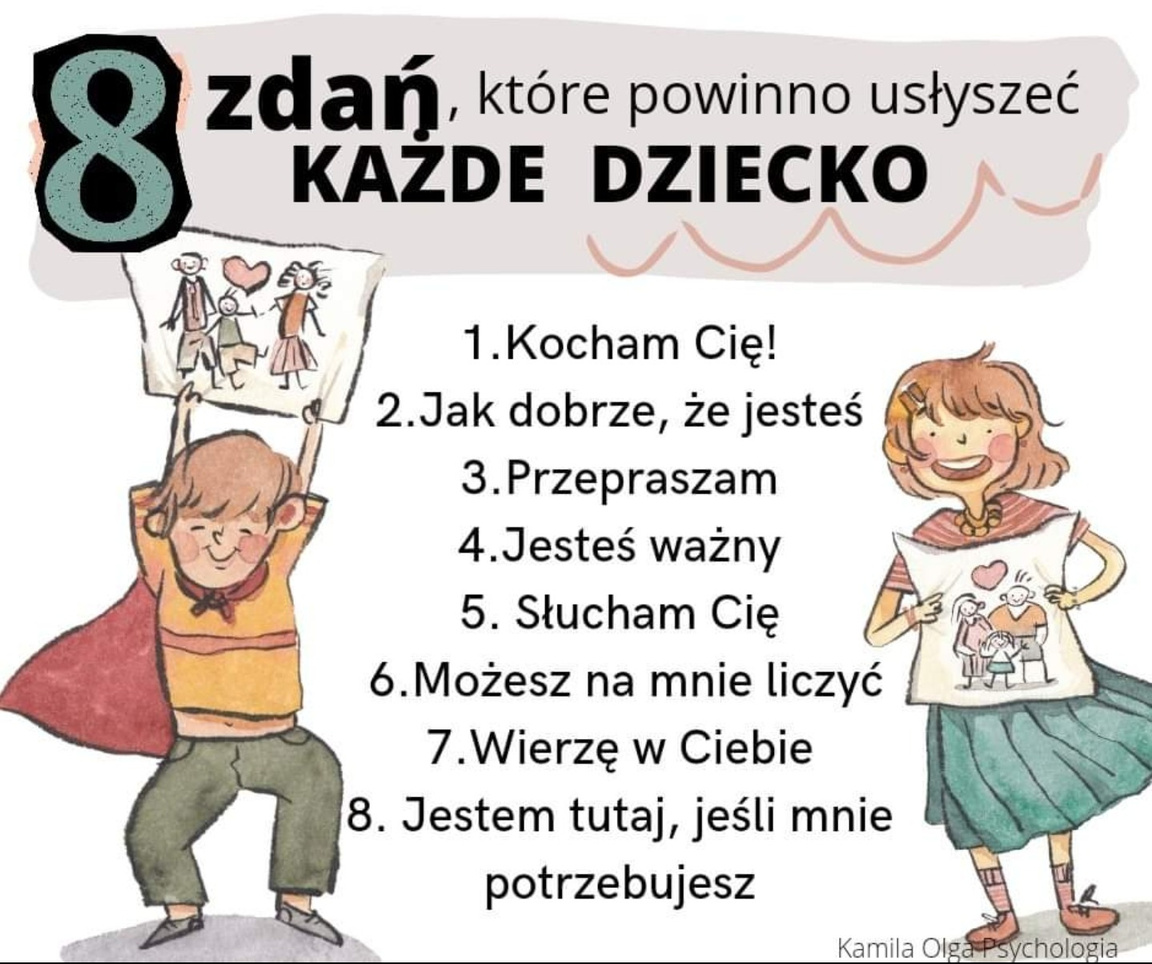 8 zdań, które powinno usłyszeć
KAŻDE DZIECKO
1.Kocham Cię!
2.Jak dobrze, że jesteś
3.Przepraszam
4.Jesteś ważny
5. Słucham Cię
6.Możesz na mnie liczyć
7.Wierzę w Ciebie
8. Jestem tutaj, jeśli mnie
potrzebujesz
Kamila Olga Psychologia